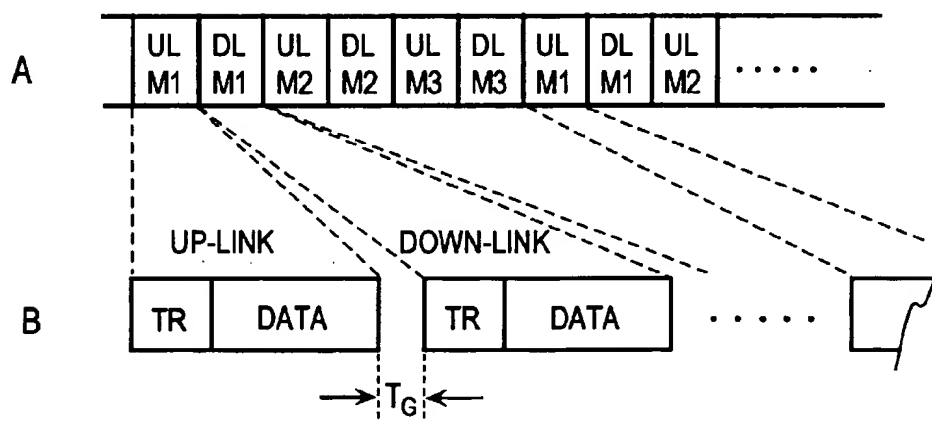 A
UL M1 DL M1 UL M2 DL M2 UL M3 DL M3 UL M1 DL M1 UL M2 .....
UP-LINK DOWN-LINK
B
TR DATA TR DATA .....
TG